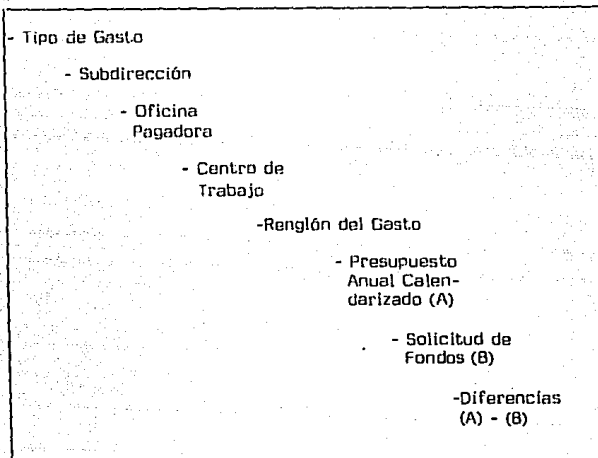 - Tipo de Gasto
- Subdirección
- Oficina
Pagadora
- Centro de
Trabajo
-Renglón del Gasto
- Presupuesto
Anual Calen-
darizado (A)
- Solicitud de
Fondos (B)
-Diferencias
(A) - (B)